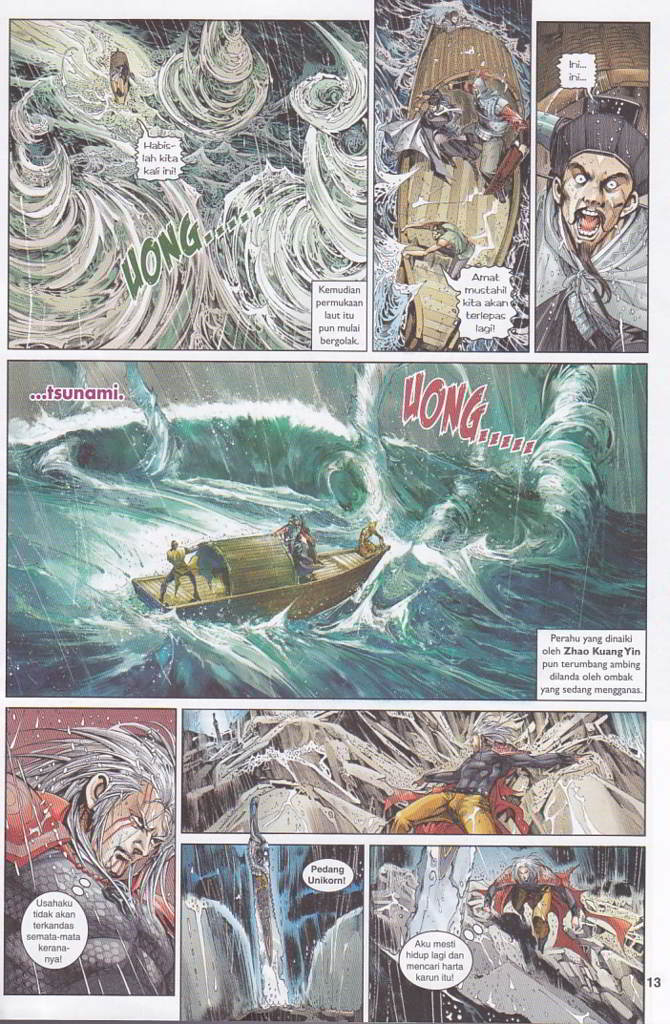 Habis-
lah kita
kali ini!
UONG.....
Kemudian
permukaan
laut itu
pun mulai
bergolak.
Amat
mustahil
kita akan
terlepas
lagi!
Ini...
ini...
...tsunami.
UONG.....
Perahu yang dinaiki
oleh Zhao KuangYin
pun terumbang ambing
dilanda oleh ombak
yang sedang mengganas.
Usahaku
tidak akan
terkandas
semata-mata
kerana-
nya!
Pedang
Unikorn!
Aku mesti
hidup lagi dan
mencari harta
karun itu!
13